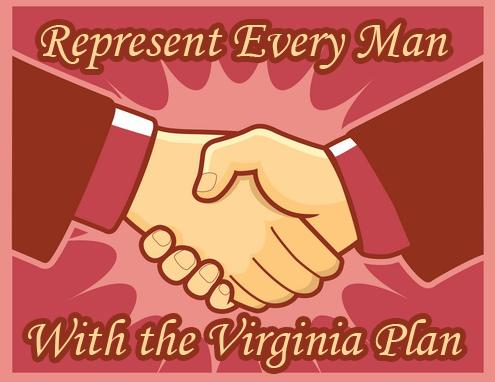 Represent Every Man
With the Virginia Plan